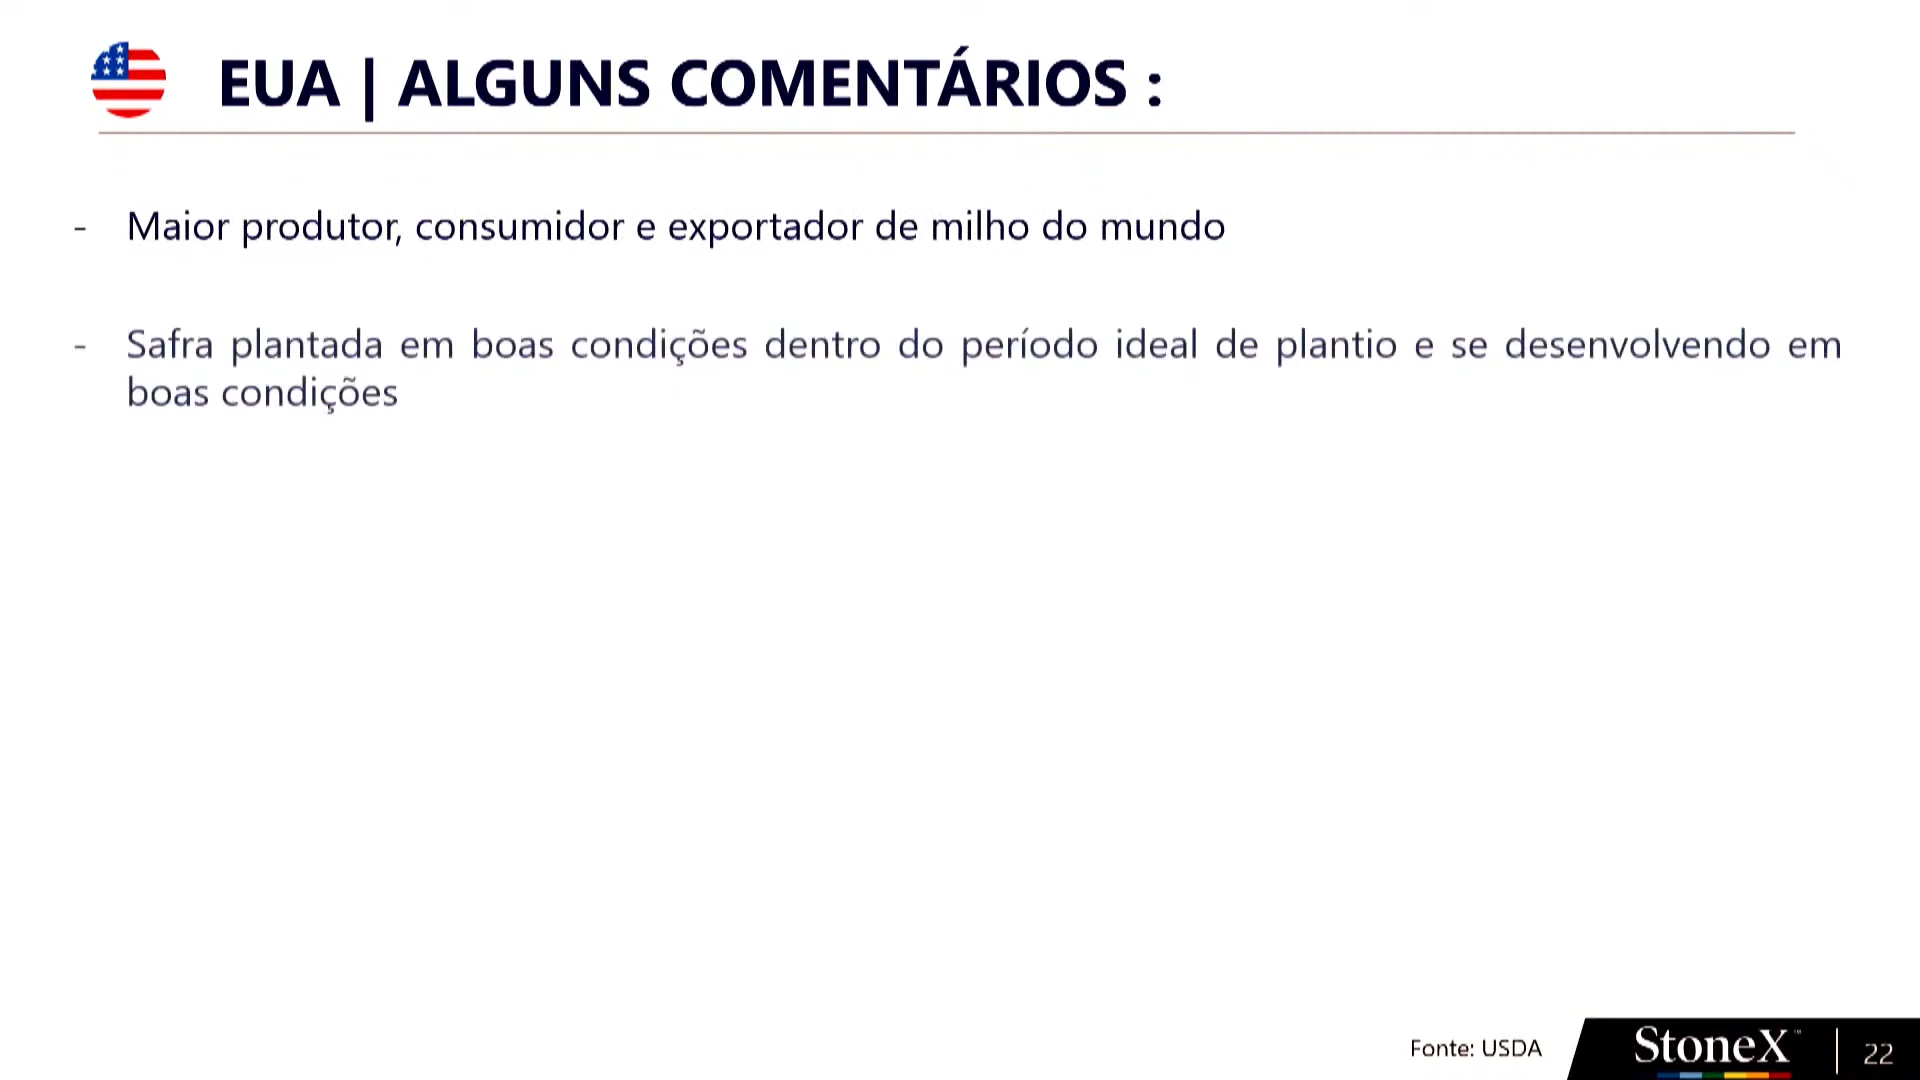 EUA | ALGUNS COMENTÁRIOS :
- Maior produtor, consumidor e exportador de milho do mundo
- Safra plantada em boas condições dentro do período ideal de plantio e se desenvolvendo em
boas condições
Fonte: USDA
StoneX™
22